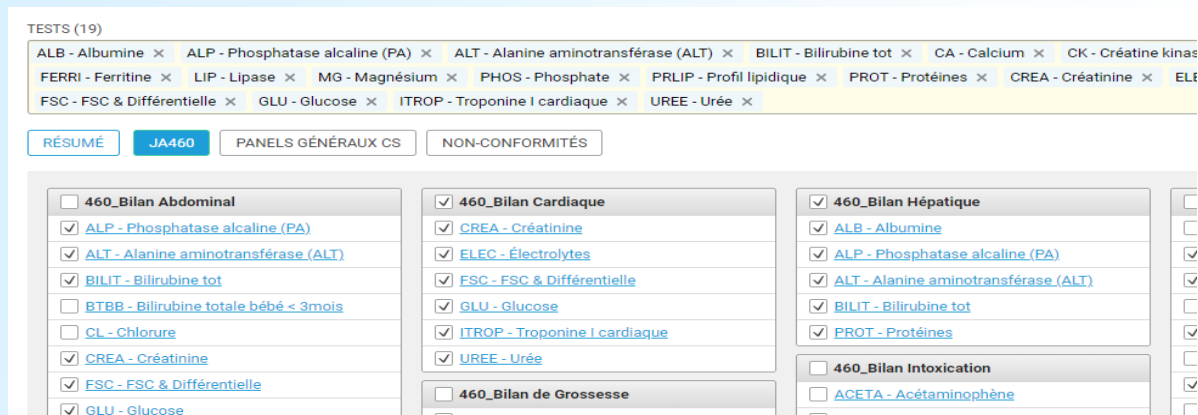 TESTS (19)
ALB - Albumine × ALP - Phosphatase alcaline (PA) × ALT - Alanine aminotransférase (ALT) × BILIT - Bilirubine tot × CA - Calcium × CK - Créatine kinas
FERRI - Ferritine × LIP - Lipase × MG - Magnésium × PHOS - Phosphate × PRLIP - Profil lipidique × PROT - Protéines × CREA - Créatinine ×
FSC - FSC & Différentielle × GLU - Glucose × ITROP - Troponine I cardiaque × UREE - Urée ×
RÉSUMÉ JA460 PANELS GÉNÉRAUX CS NON-CONFORMITÉS
460_Bilan Abdominal
ALP - Phosphatase alcaline (PA)
ALT - Alanine aminotransférase (ALT)
BILIT - Bilirubine tot
BTBB - Bilirubine totale bébé < 3mois
CL - Chlorure
CREA - Créatinine
FSC - FSC & Différentielle
GLU - Glucose
460_Bilan Cardiaque
CREA - Créatinine
ELEC - Électrolytes
FSC - FSC & Différentielle
GLU - Glucose
ITROP - Troponine I cardiaque
UREE - Urée
460_Bilan de Grossesse
460_Bilan Hépatique
ALB - Albumine
ALP - Phosphatase alcaline (PA)
ALT - Alanine aminotransférase (ALT)
BILIT - Bilirubine tot
PROT - Protéines
460_Bilan Intoxication
ACETA - Acétaminophène